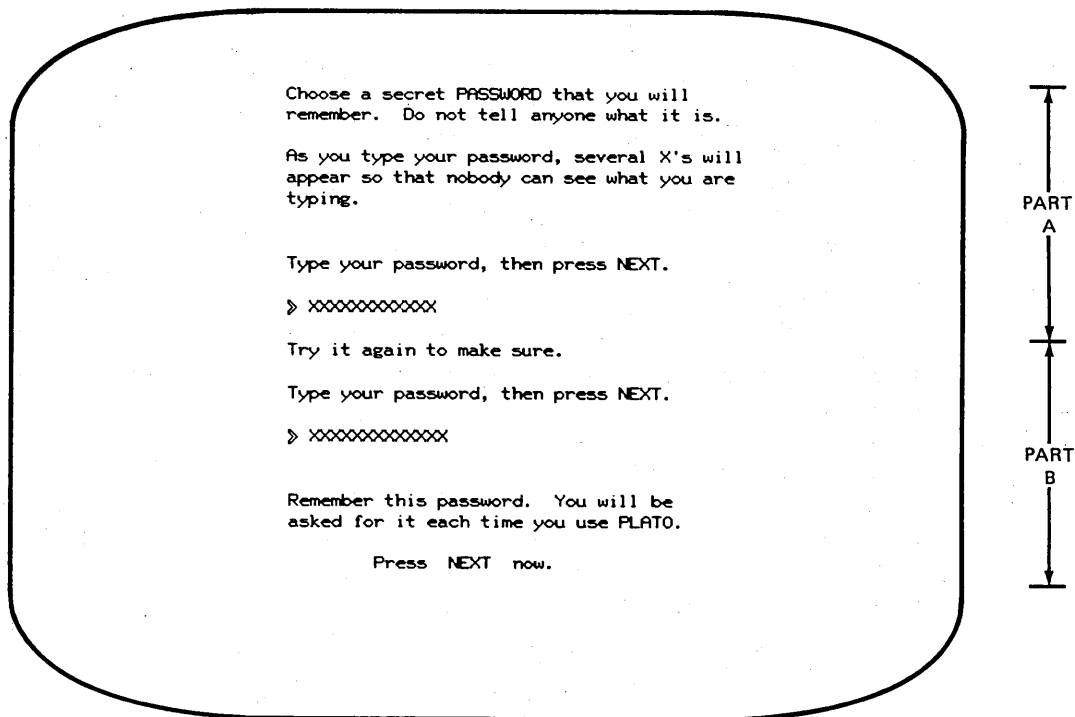 Choose a secret PASSWORD that you will
remember. Do not tell anyone what it is.
As you type your password, several X's will
appear so that nobody can see what you are
typing.
Type your password, then press NEXT.
≫ XXXXXXXXXXXX
Try it again to make sure.
Type your password, then press NEXT.
≫ XXXXXXXXXXXXX
Remember this password. You will be
asked for it each time you use PLATO.
Press NEXT now.
PART
A
PART
B